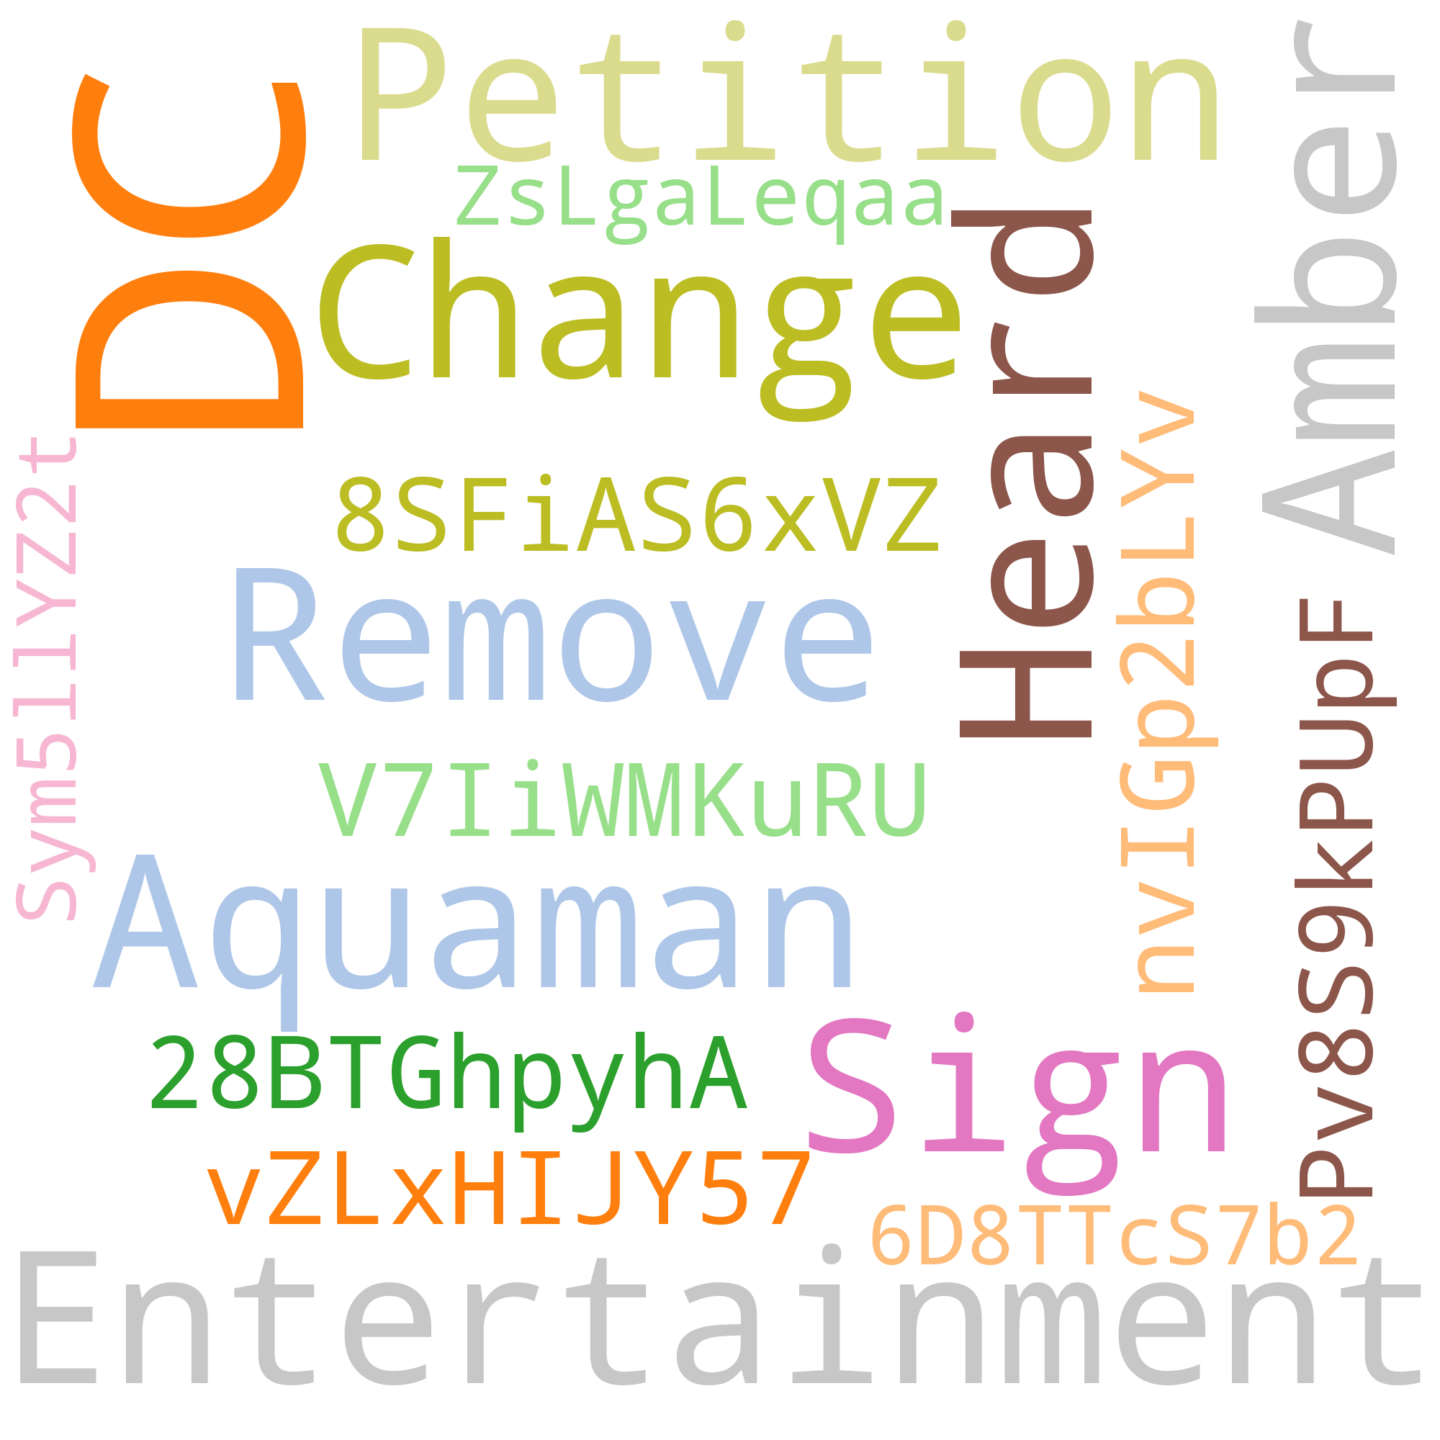 DC
Petition
ZsLgaLeqaa
Change
Heard
Amber
8SFiAS6xVZ
Sym5llYZ2t
nvIGp2bLYv
Remove
V7IiWMKuRU
Pv8S9kPUpF
Aquaman
28BTGhpyhA
Sign
vZLxHIJY57
6D8TTcS7b2
Entertainment